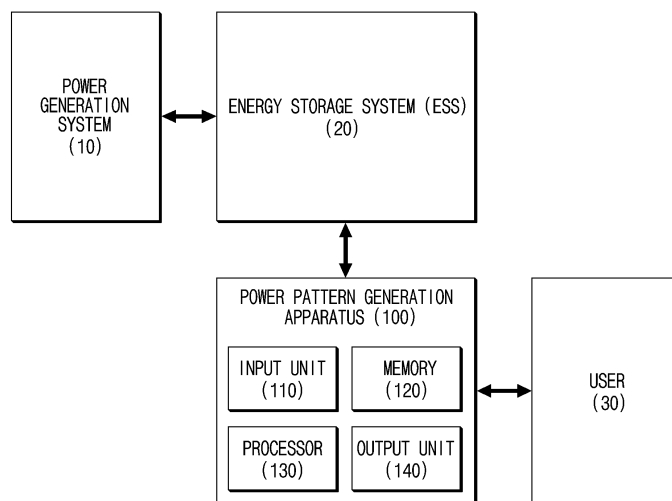 POWER
GENERATION
SYSTEM
(10)
ENERGY STORAGE SYSTEM (ESS)
(20)
POWER PATTERN GENERATION
APPARATUS (100)
INPUT UNIT
(110)
MEMORY
(120)
PROCESSOR
(130)
OUTPUT UNIT
(140)
USER
(30)